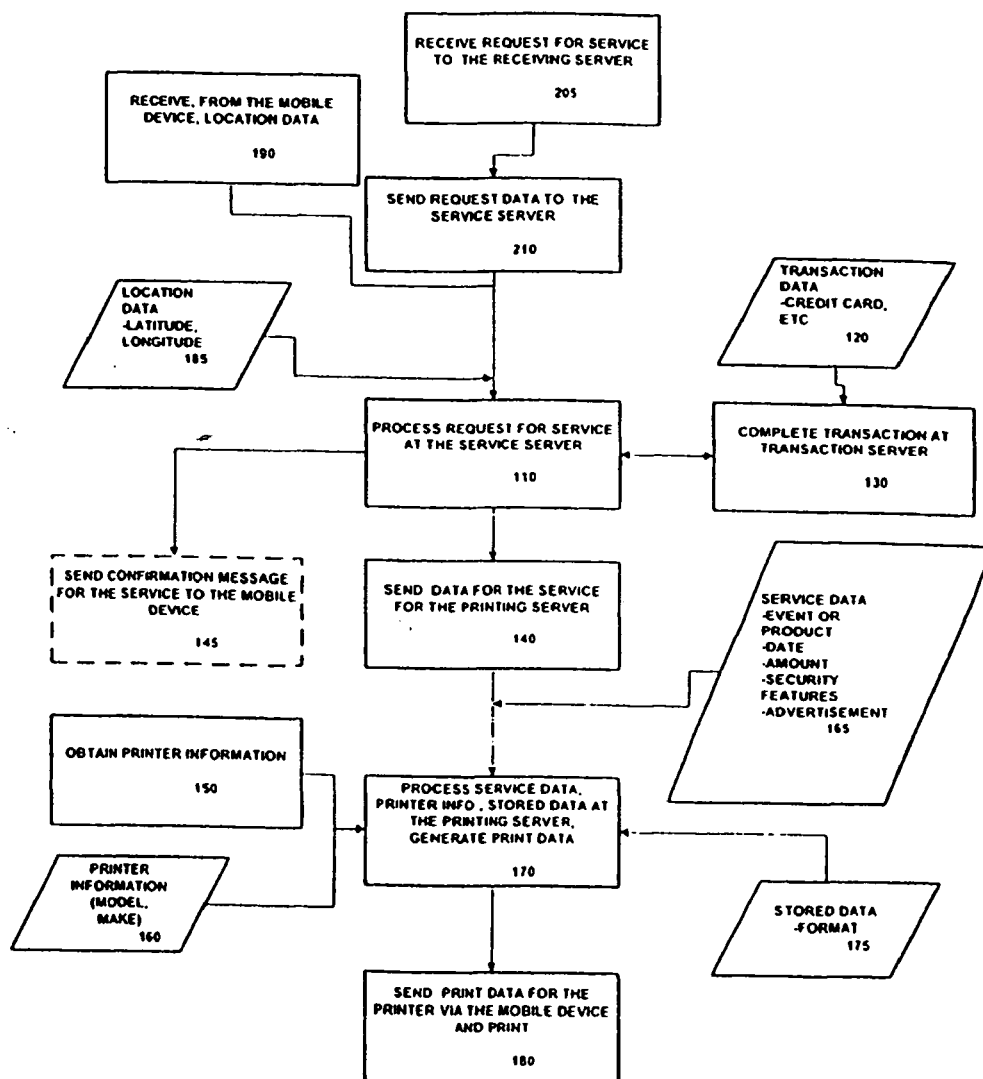 RECEIVE REQUEST FOR SERVICE
TO THE RECEIVING SERVER
205
RECEIVE, FROM THE MOBILE
DEVICE, LOCATION DATA
190
SEND REQUEST DATA TO THE
SERVICE SERVER
210
LOCATION
DATA
-LATITUDE,
LONGITUDE
185
TRANSACTION
DATA
-CREDIT CARD,
ETC
120
PROCESS REQUEST FOR SERVICE
AT THE SERVICE SERVER
110
COMPLETE TRANSACTION AT
TRANSACTION SERVER
130
SEND CONFIRMATION MESSAGE
FOR THE SERVICE TO THE MOBILE
DEVICE
145
SEND DATA FOR THE SERVICE
FOR THE PRINTING SERVER
140
SERVICE DATA
-EVENT OR
PRODUCT
-DATE
-AMOUNT
-SECURITY
FEATURES
-ADVERTISEMENT
165
OBTAIN PRINTER INFORMATION
150
PROCESS SERVICE DATA,
PRINTER INFO , STORED DATA AT
THE PRINTING SERVER,
GENERATE PRINT DATA
170
PRINTER
INFORMATION
(MODEL,
MAKE)
160
STORED DATA
-FORMAT
175
SEND PRINT DATA FOR THE
PRINTER VIA THE MOBILE DEVICE
AND PRINT
180